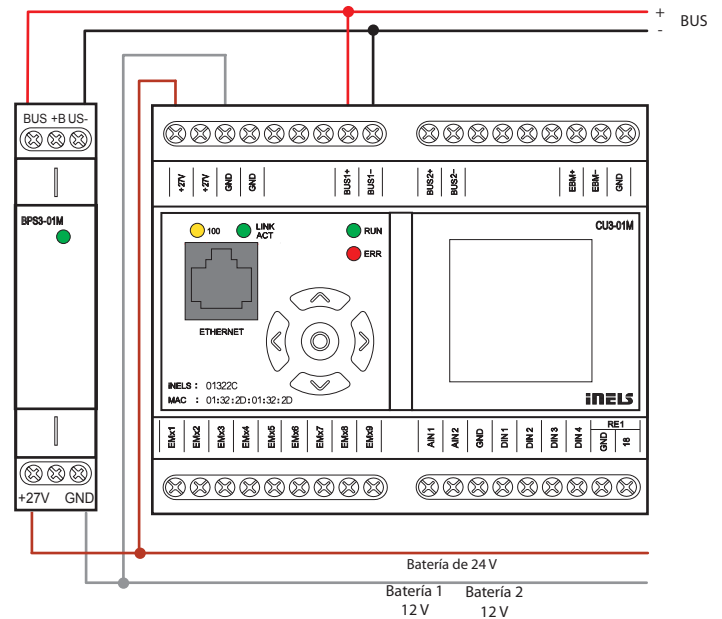 +
BUS
-
BUS +B US-
+27V
+27V
GND
GND
BUS1+
BUS1-
BUS2+
BUS2-
EBM+
EBM-
GND
BPS3-01M
CU3-01M
100
LINK
ACT
RUN
ERR
ETHERNET
iNELS : 01322C
MAC : 01:32:2D:01:32:2D
iNELS
EMx1
EMx2
EMx3
EMx4
EMx5
EMx6
EMx7
EMx8
EMx9
AIN 1
AIN 2
GND
DIN 1
DIN 2
DIN 3
DIN 4
RE1
GND
18
+27V GND
Batería de 24 V
Batería 1 Batería 2
12 V 12 V